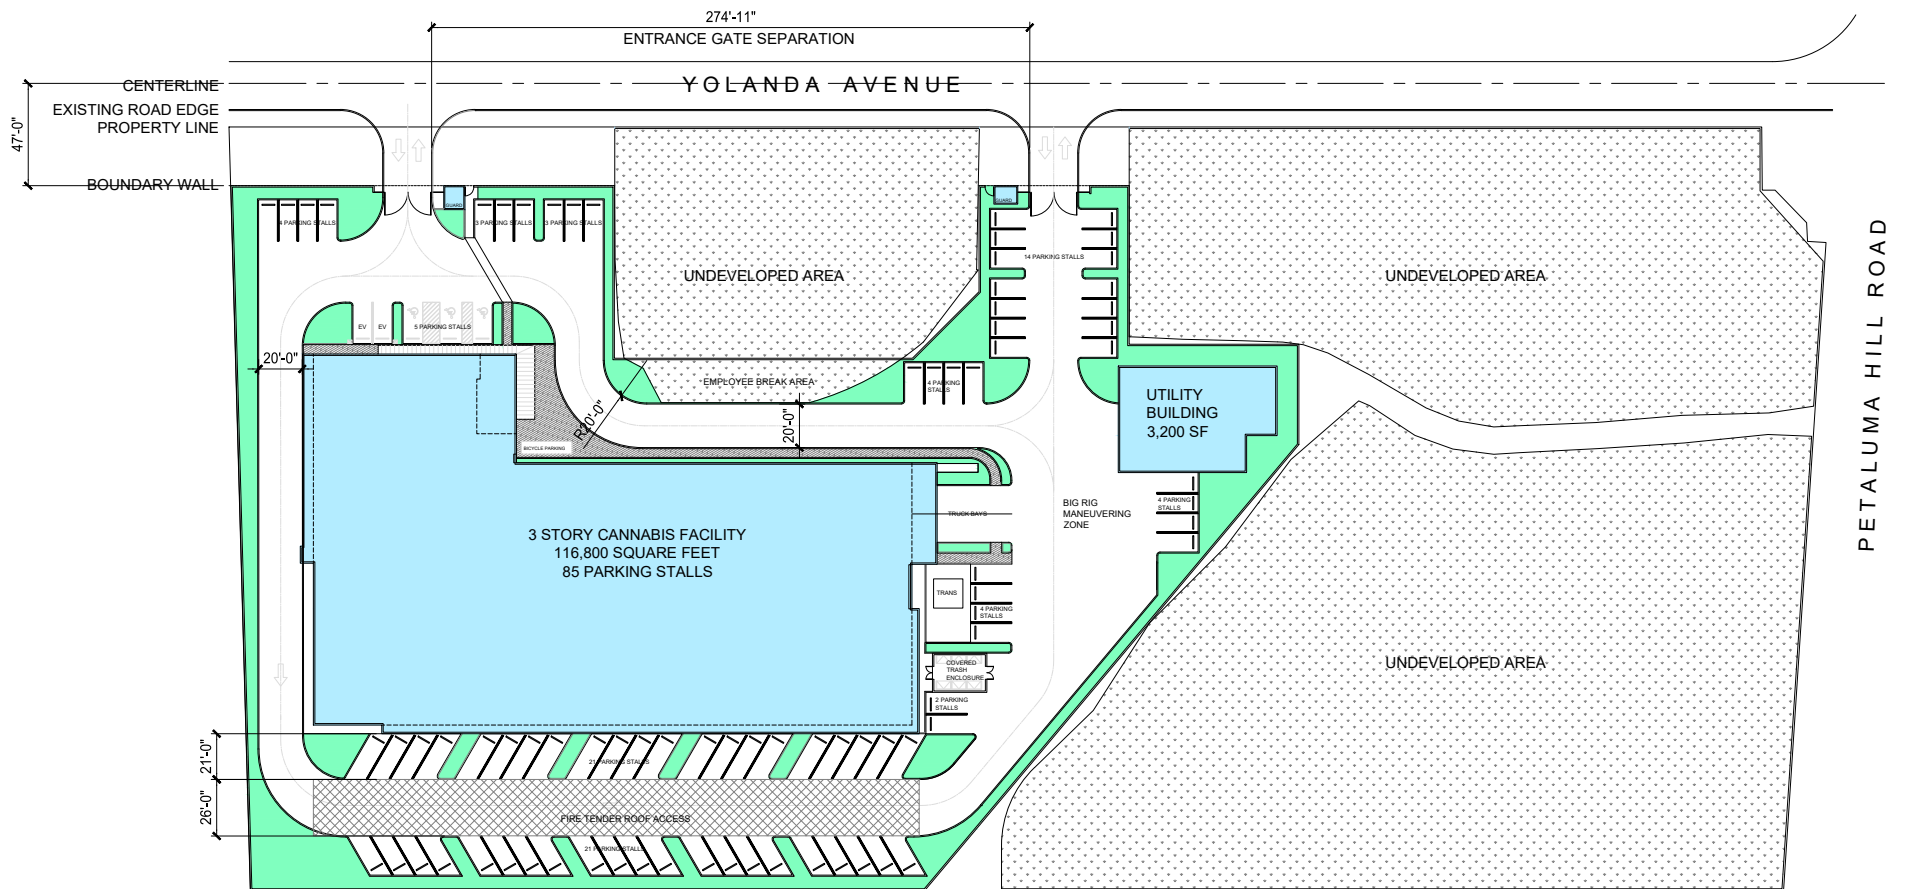 274'-11"
ENTRANCE GATE SEPARATION
YOLANDA AVENUE
CENTERLINE
EXISTING ROAD EDGE
PROPERTY LINE
47'-0"
BOUNDARY WALL
GUARD
GUARD
4 PARKING STALLS
3 PARKING STALLS
3 PARKING STALLS
14 PARKING STALLS
UNDEVELOPED AREA
UNDEVELOPED AREA
PETALUMA HILL ROAD
EV
EV
5 PARKING STALLS
20'-0"
EMPLOYEE BREAK AREA
4 PARKING
STALLS
UTILITY
BUILDING
3,200 SF
R20'-0"
20'-0"
BICYCLE PARKING
TRUCK BAYS
BIG RIG
MANEUVERING
ZONE
4 PARKING
STALLS
3 STORY CANNABIS FACILITY
116,800 SQUARE FEET
85 PARKING STALLS
TRANS
4 PARKING
STALLS
COVERED
TRASH
ENCLOSURE
2 PARKING
STALLS
UNDEVELOPED AREA
21'-0"
21 PARKING STALLS
26'-0"
FIRE TENDER ROOF ACCESS
21 PARKING STALLS